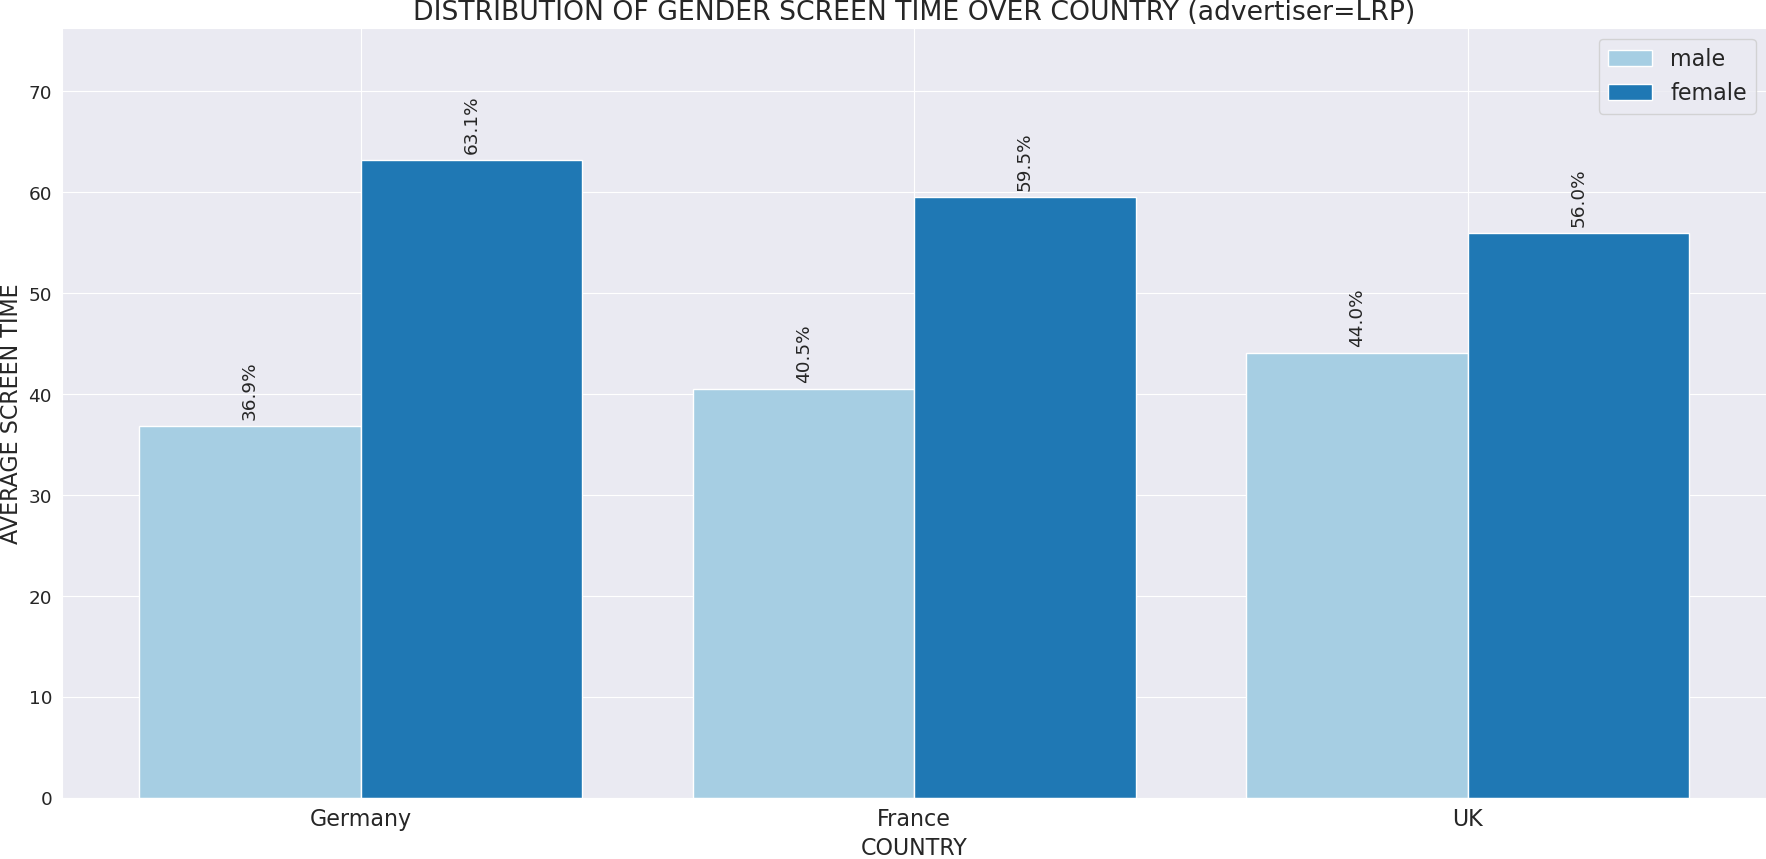 DISTRIBUTION OF GENDER SCREEN TIME OVER COUNTRY (advertiser=LRP)
male
female
AVERAGE SCREEN TIME
70
60
50
40
30
20
10
0
36.9%
63.1%
40.5%
59.5%
44.0%
56.0%
Germany
France
UK
COUNTRY